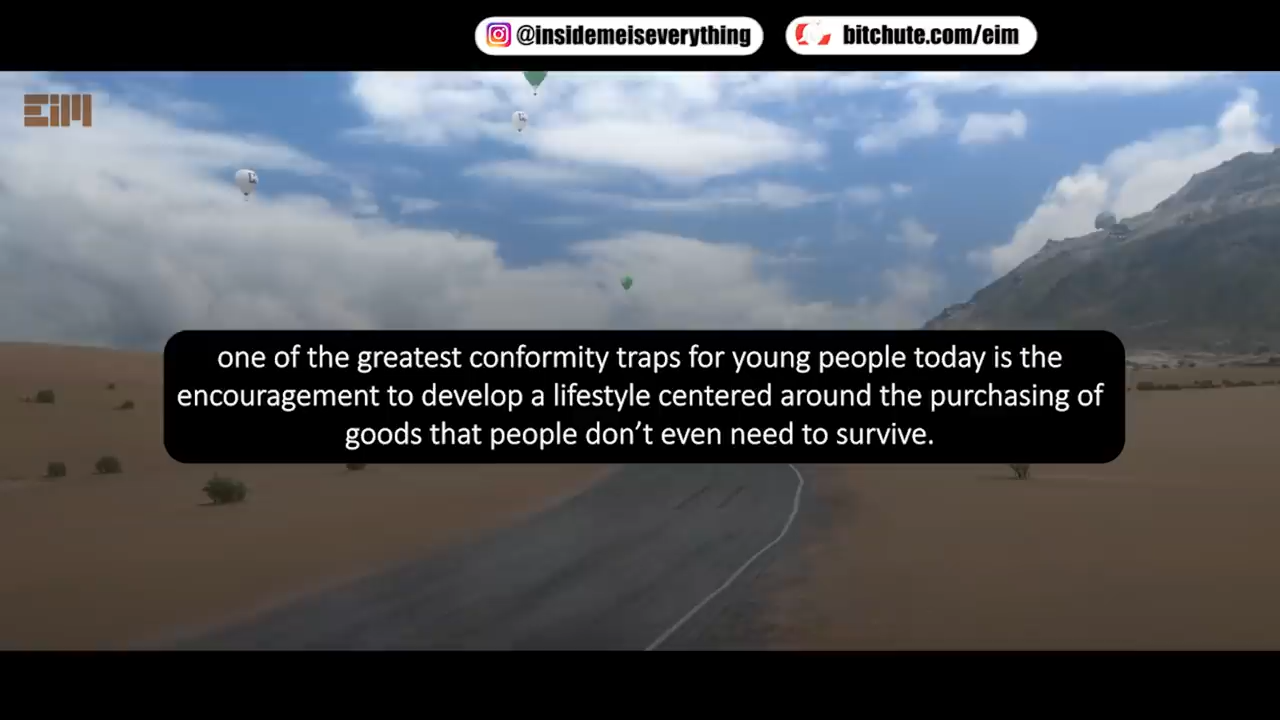 @insidemeiseverything
bitchute.com/eim
EiM
one of the greatest conformity traps for young people today is the
encouragement to develop a lifestyle centered around the purchasing of
goods that people don’t even need to survive.